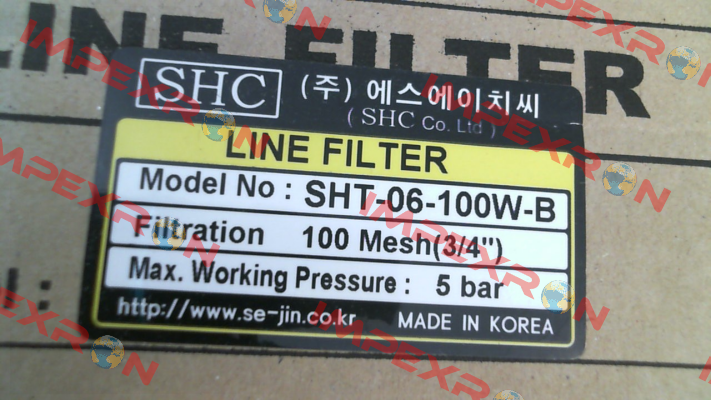 LINE FILTER
SHC (주) 에스에이치씨
( SHC Co. Ltd )
LINE FILTER
Model No : SHT-06-100W-B
Filtration 100 Mesh(3/4")
Max. Working Pressure : 5 bar
http://www.se-jin.co.kr MADE IN KOREA
IMPEXRON